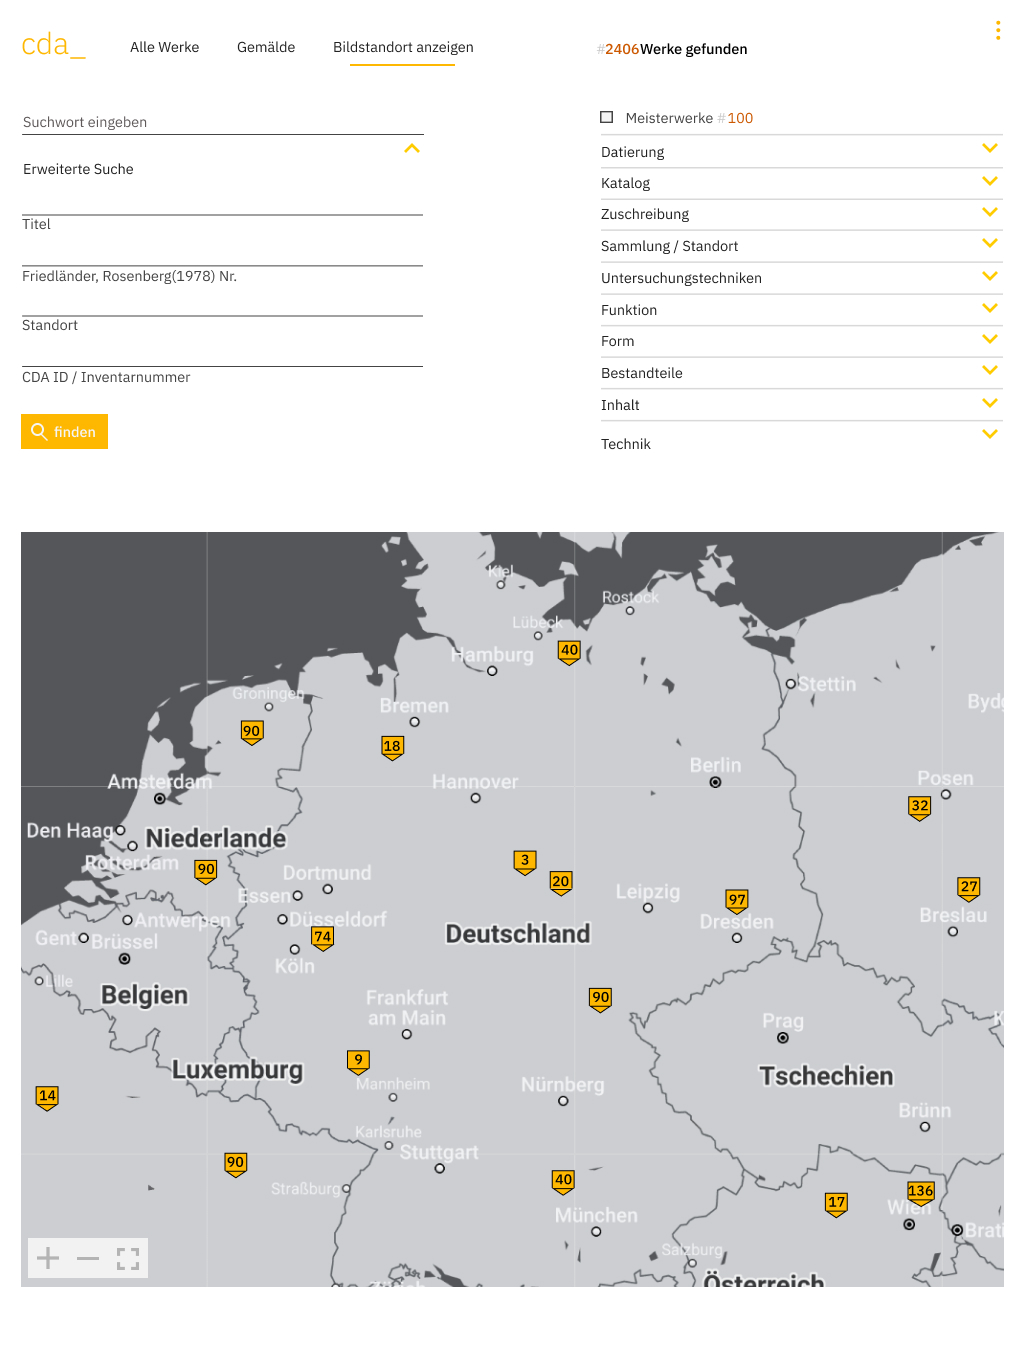 cda_
Alle Werke
Gemälde
Bildstandort anzeigen
#2406Werke gefunden
Suchwort eingeben
Erweiterte Suche
Titel
Friedländer, Rosenberg(1978) Nr.
Standort
CDA ID / Inventarnummer
finden
Meisterwerke #100
Datierung
Katalog
Zuschreibung
Sammlung / Standort
Untersuchungstechniken
Funktion
Form
Bestandteile
Inhalt
Technik
Kiel
Rostock
Lübeck
40
Hamburg
Stettin
Groningen
Bremen
Bydg
90
18
Berlin
Amsterdam
Hannover
Posen
32
Den Haag
Niederlande
Rotterdam
90
3
Dortmund
20
27
Essen
Leipzig
97
Antwerpen
Düsseldorf
Dresden
Breslau
Gent
Brüssel
74
Deutschland
Köln
Lille
Belgien
Frankfurt
am Main
90
Prag
K
9
Luxemburg
Tschechien
Mannheim
Nürnberg
14
Brünn
Karlsruhe
Stuttgart
90
40
Straßburg
17
136
Wien
München
Brati
Salzburg
Österreich
Zürich